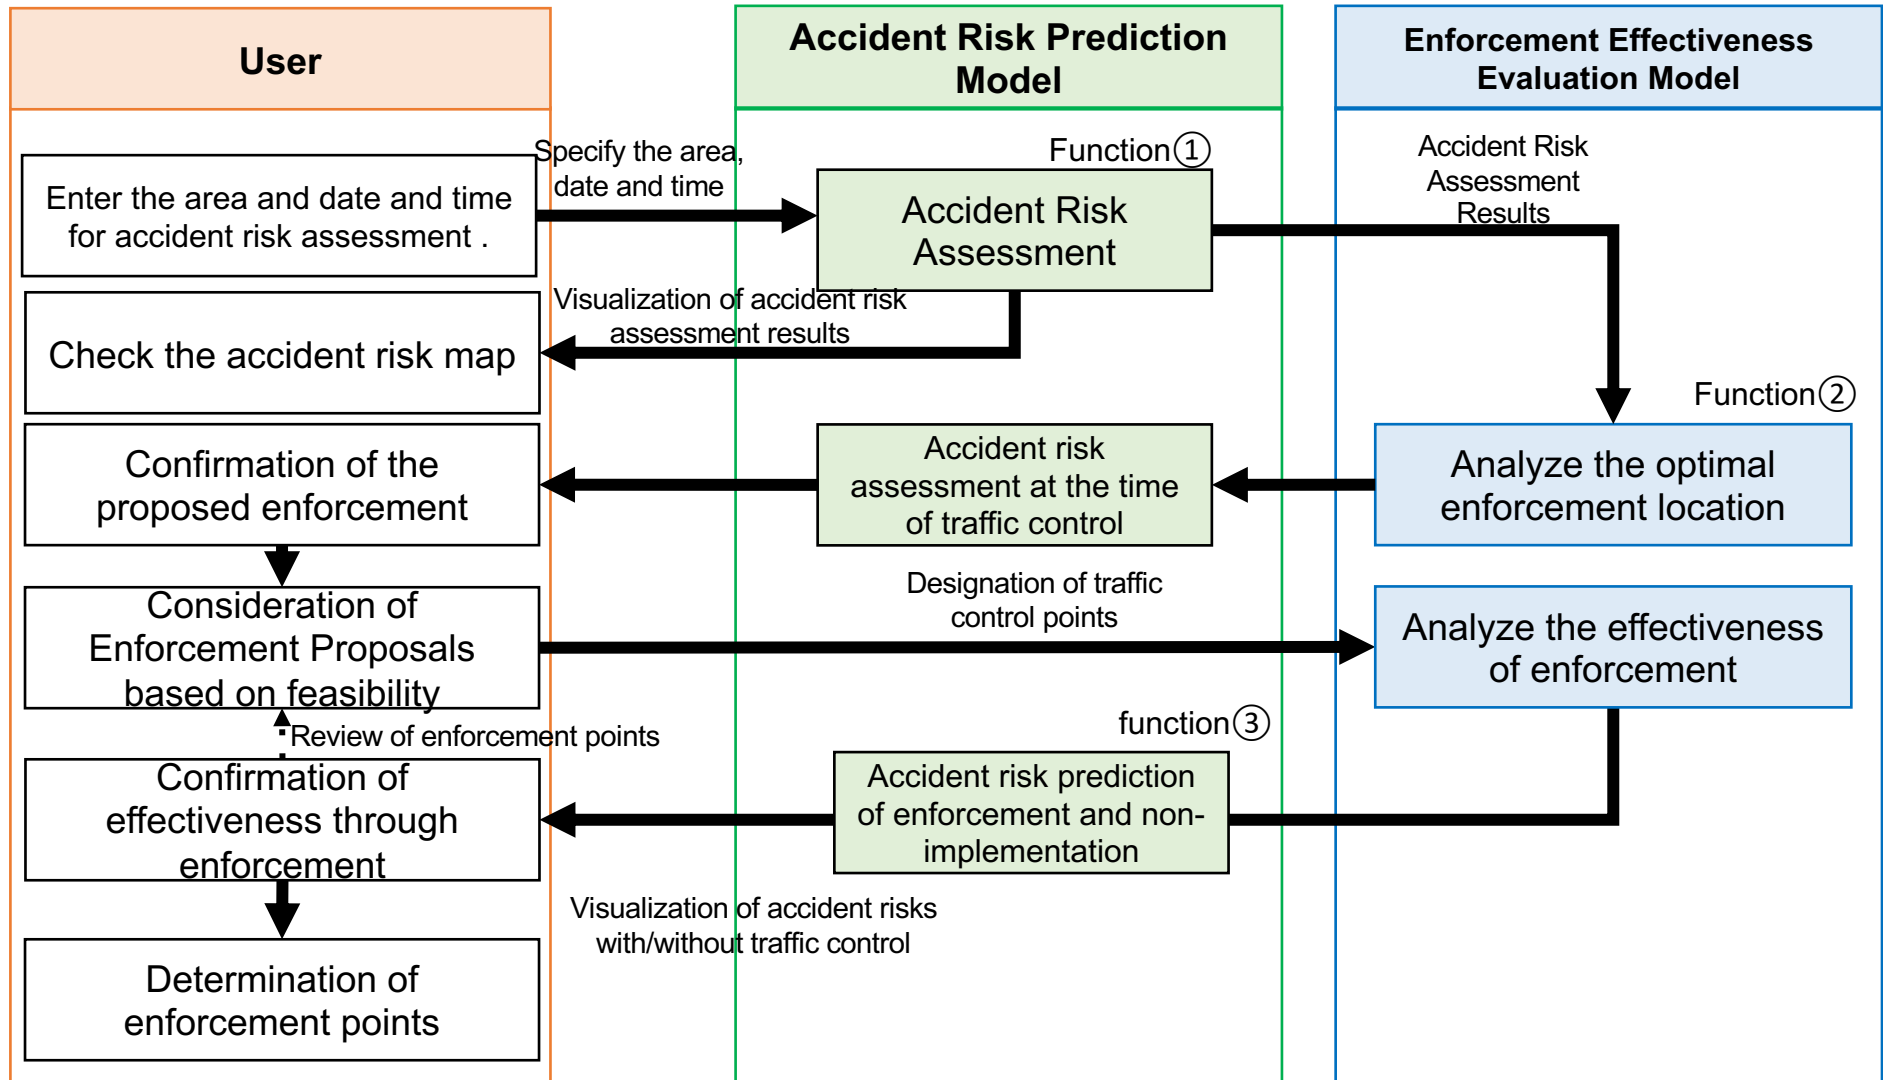 User
Accident Risk Prediction
Model
Enforcement Effectiveness
Evaluation Model
Enter the area and date and time
for accident risk assessment .
Specify the area,
date and time
Function①
Accident Risk
Assessment
Accident Risk
Assessment
Results
Visualization of accident risk
assessment results
Check the accident risk map
Function②
Analyze the optimal
enforcement location
Accident risk
assessment at the time
of traffic control
Confirmation of the
proposed enforcement
Consideration of
Enforcement Proposals
based on feasibility
Designation of traffic
control points
Analyze the effectiveness
of enforcement
Review of enforcement points
function③
Accident risk prediction
of enforcement and non-
implementation
Confirmation of
effectiveness through
enforcement
Visualization of accident risks
with/without traffic control
Determination of
enforcement points